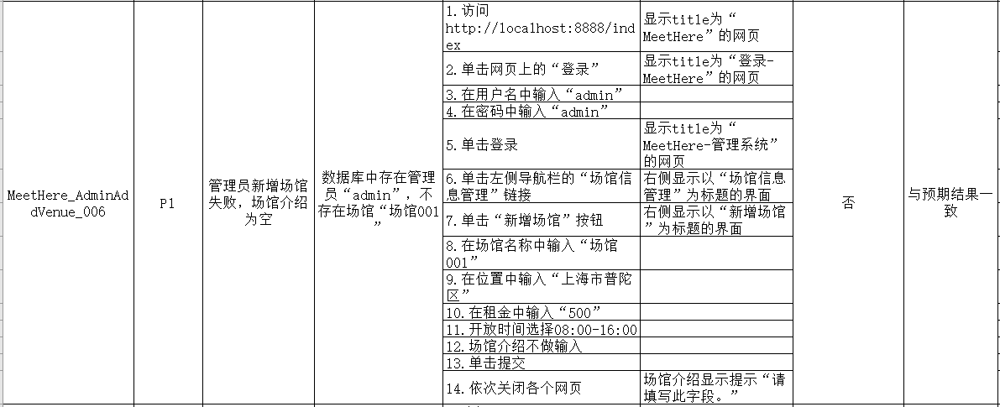 MeetHere_AdminAd
dVenue_006
P1
管理员新增场馆
失败，场馆介绍
为空
数据库中存在管理
员“admin”，不
存在场馆“场馆001
”
1.访问
http://localhost:8888/ind
ex
显示title为“
MeetHere”的网页
2.单击网页上的“登录”
显示title为“登录-
MeetHere”的网页
3.在用户名中输入“admin”
4.在密码中输入“admin”
5.单击登录
显示title为“
MeetHere-管理系统”
的网页
6.单击左侧导航栏的“场馆信
息管理”链接
右侧显示以“场馆信息
管理”为标题的界面
7.单击“新增场馆”按钮
右侧显示以“新增场馆
”为标题的界面
8.在场馆名称中输入“场馆
001”
9.在位置中输入“上海市普陀
区”
10.在租金中输入“500”
11.开放时间选择08:00-16:00
12.场馆介绍不做输入
13.单击提交
14.依次关闭各个网页
场馆介绍显示提示“请
填写此字段。”
否
与预期结果一
致